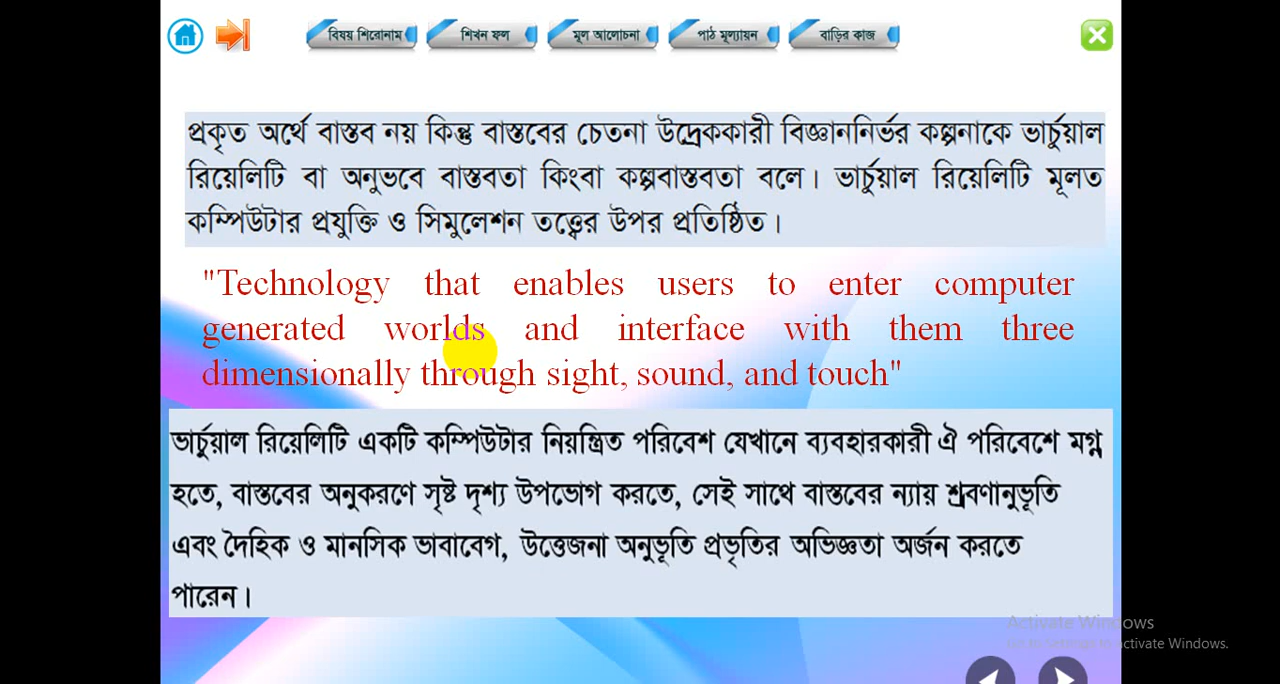 বিষয় শিরোনাম
শিখন ফল
মূল আলোচনা
পাঠ মূল্যায়ন
বাড়ির কাজ
প্রকৃত অর্থে বাস্তব নয় কিন্তু বাস্তবের চেতনা উদ্রেককারী বিজ্ঞাননির্ভর কল্পনাকে ভার্চুয়াল
রিয়েলিটি বা অনুভবে বাস্তবতা কিংবা কল্পবাস্তবতা বলে। ভার্চুয়াল রিয়েলিটি মূলত
কম্পিউটার প্রযুক্তি ও সিমুলেশন তত্ত্বের উপর প্রতিষ্ঠিত।
"Technology that enables users to enter computer
generated worlds and interface with them three
dimensionally through sight, sound, and touch"
ভার্চুয়াল রিয়েলিটি একটি কম্পিউটার নিয়ন্ত্রিত পরিবেশ যেখানে ব্যবহারকারী ঐ পরিবেশে মগ্ন
হতে, বাস্তবের অনুকরণে সৃষ্ট দৃশ্য উপভোগ করতে, সেই সাথে বাস্তবের ন্যায় শ্রবণানুভূতি
এবং দৈহিক ও মানসিক ভাবাবেগ, উত্তেজনা অনুভূতি প্রভৃতির অভিজ্ঞতা অর্জন করতে
পারেন।
Activate Windows
Go to Settings to activate Windows.